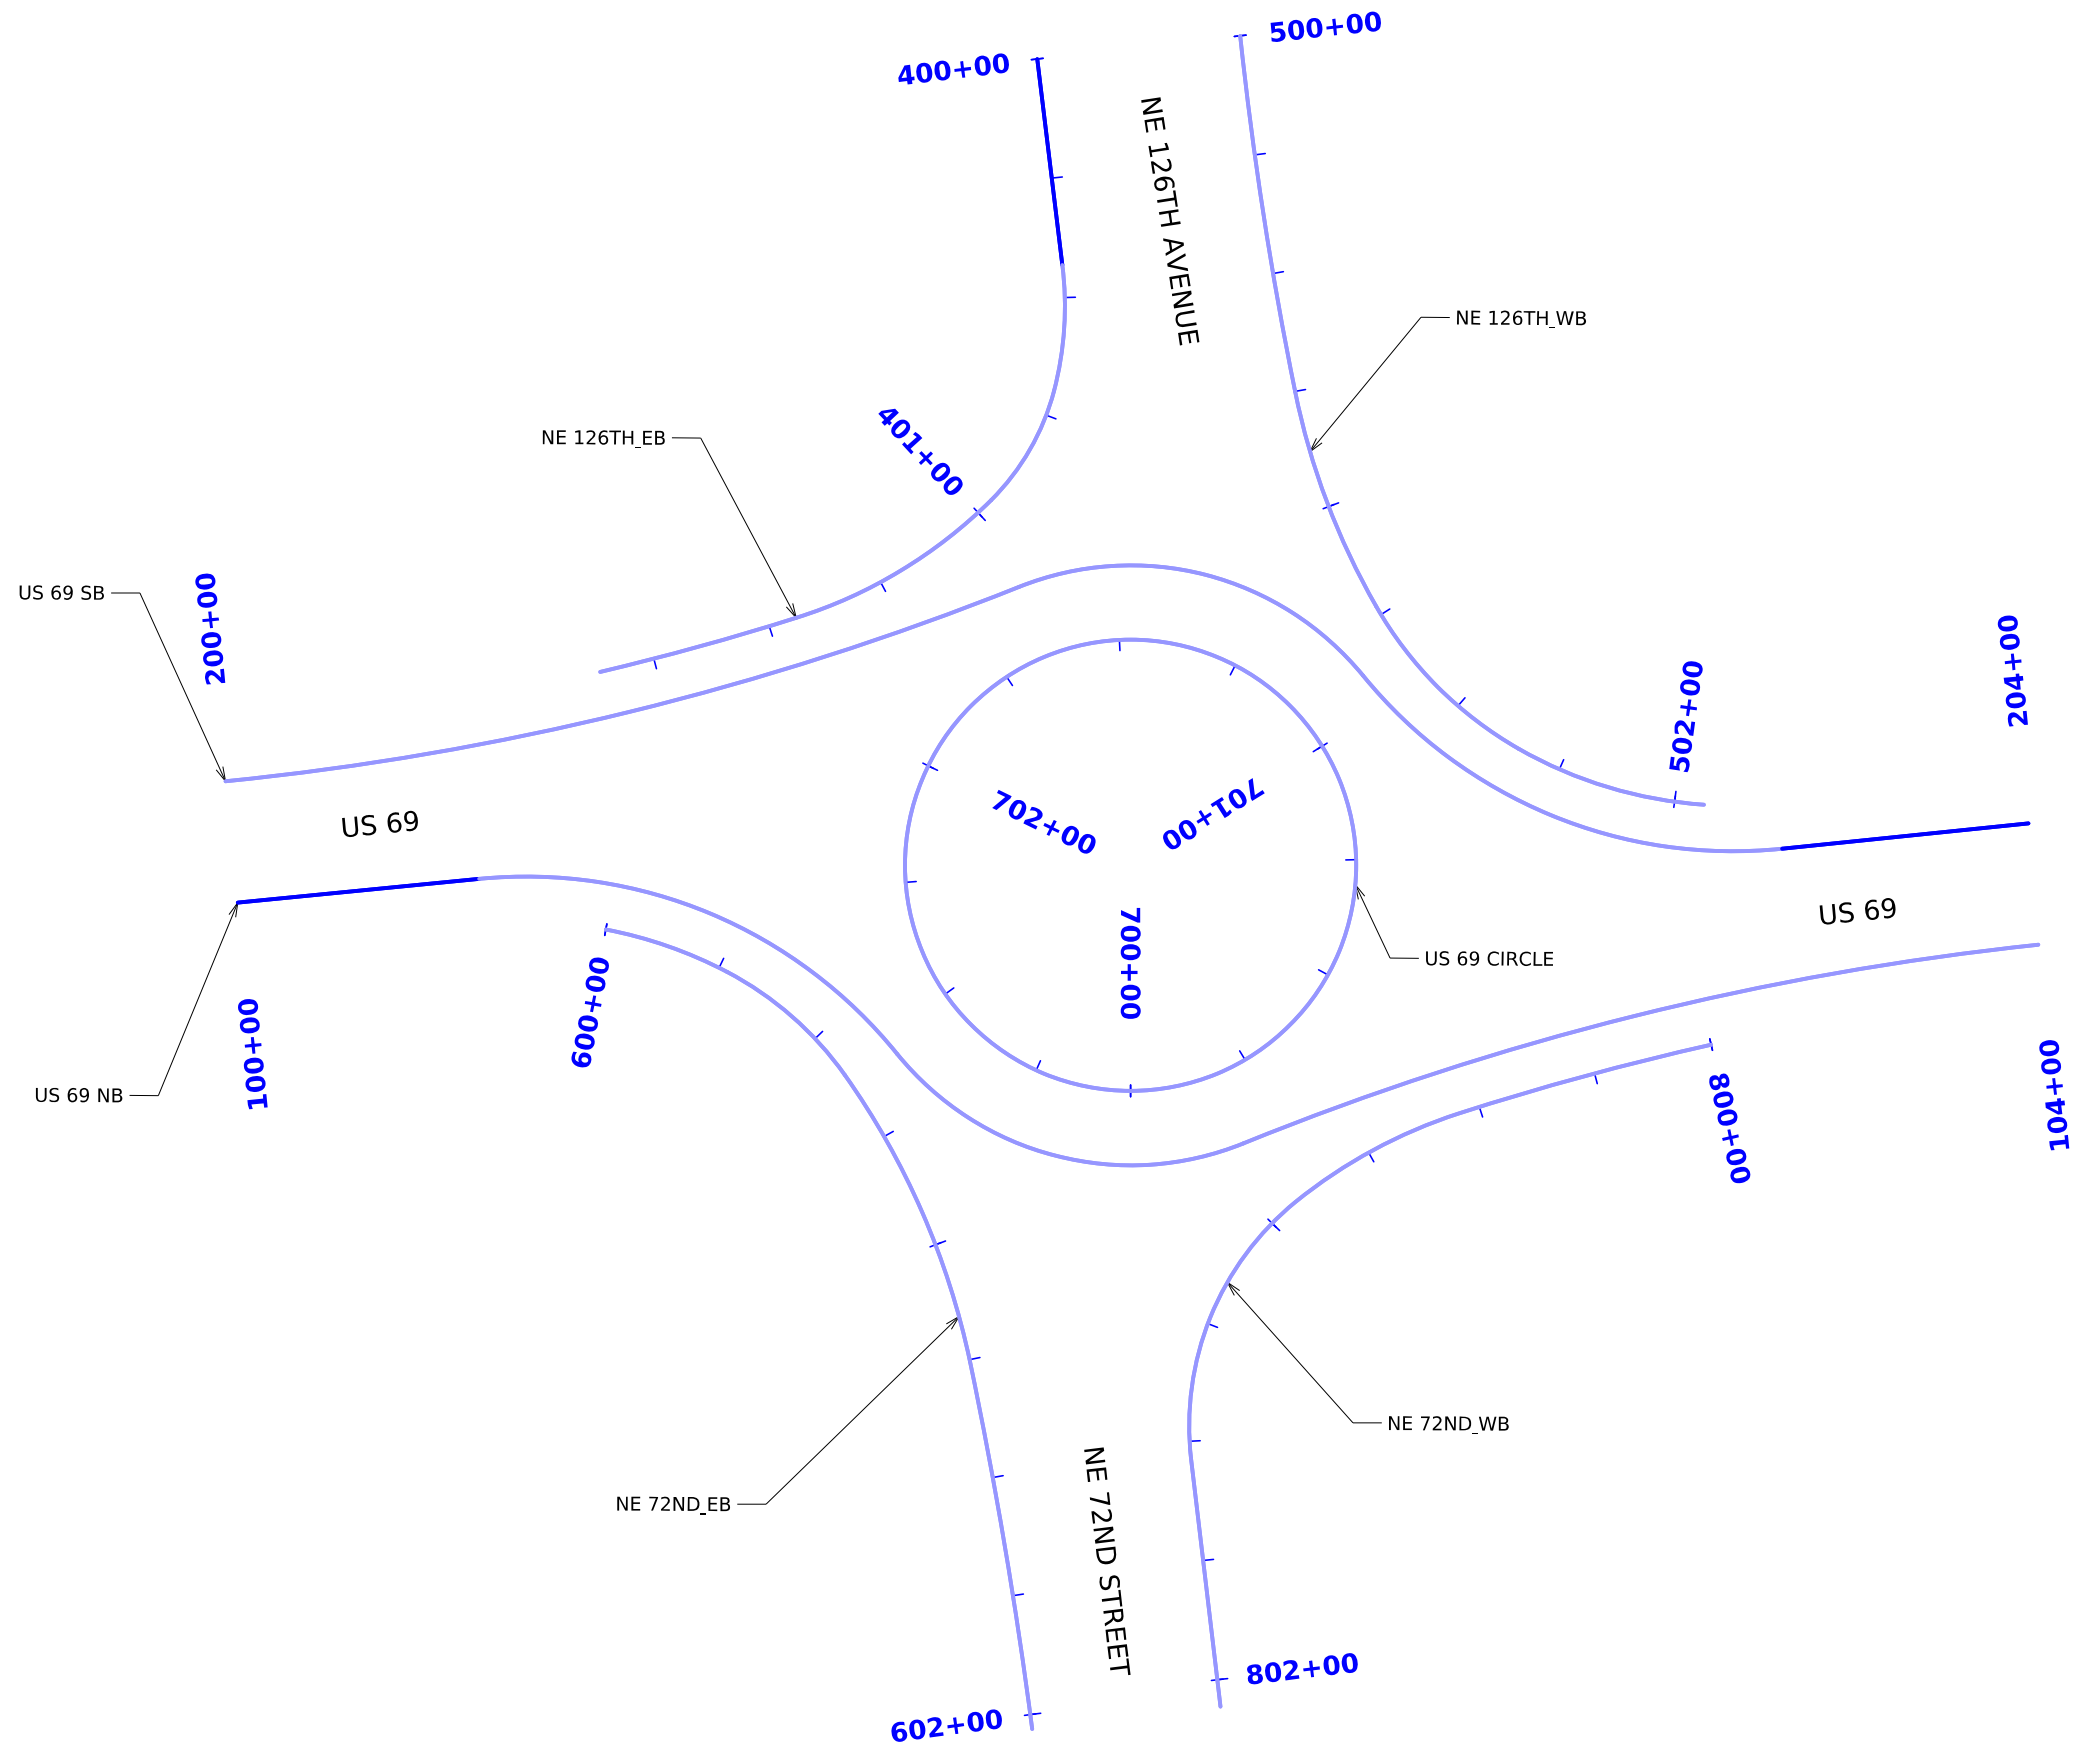 500+00
400+00
NE 126TH AVENUE
NE 126TH_WB
401+00
NE 126TH_EB
US 69 SB
200+00
204+00
502+00
702+00
701+00
US 69
US 69
700+00
US 69 CIRCLE
600+00
100+00
US 69 NB
104+00
800+00
NE 72ND_WB
NE 72ND_EB
NE 72ND STREET
802+00
602+00